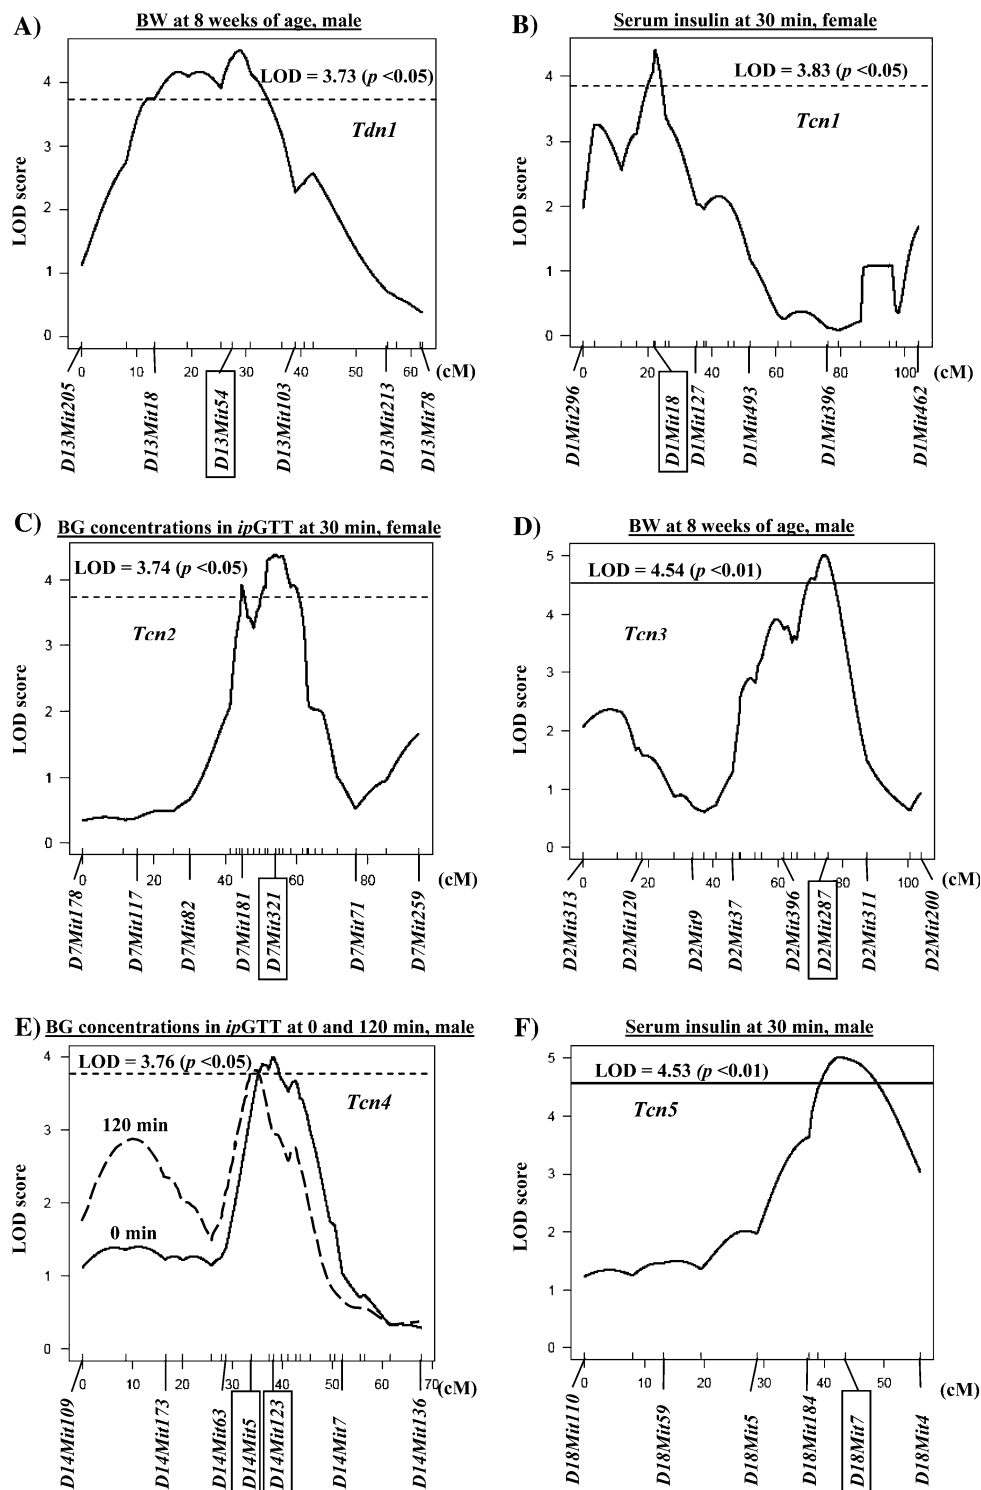 A) BW at 8 weeks of age, male
LOD = 3.73 (p <0.05)
Tdn1
LOD score
4
3
2
1
0
0 10 20 30 40 50 60 (cM)
D13Mit205 D13Mit18 D13Mit54 D13Mit103 D13Mit213 D13Mit78
B) Serum insulin at 30 min, female
LOD = 3.83 (p <0.05)
Tcn1
LOD score
4
3
2
1
0
0 20 40 60 80 100 (cM)
D1Mit296 D1Mit18 D1Mit127 D1Mit493 D1Mit396 D1Mit462
C) BG concentrations in ipGTT at 30 min, female
LOD = 3.74 (p <0.05)
Tcn2
LOD score
4
3
2
1
0
0 20 40 60 80 (cM)
D7Mit178 D7Mit117 D7Mit82 D7Mit181 D7Mit321 D7Mit71 D7Mit259
D) BW at 8 weeks of age, male
LOD = 4.54 (p <0.01)
Tcn3
LOD score
5
4
3
2
1
0
0 20 40 60 80 100 (cM)
D2Mit313 D2Mit120 D2Mit9 D2Mit37 D2Mit396 D2Mit287 D2Mit311 D2Mit200
E) BG concentrations in ipGTT at 0 and 120 min, male
LOD = 3.76 (p <0.05)
Tcn4
120 min
0 min
LOD score
4
3
2
1
0
0 10 20 30 40 50 60 70 (cM)
D14Mit109 D14Mit173 D14Mit63 D14Mit5 D14Mit123 D14Mit7 D14Mit136
F) Serum insulin at 30 min, male
LOD = 4.53 (p <0.01)
Tcn5
LOD score
5
4
3
2
1
0
0 10 20 30 40 50 (cM)
D18Mit110 D18Mit59 D18Mit5 D18Mit184 D18Mit7 D18Mit4